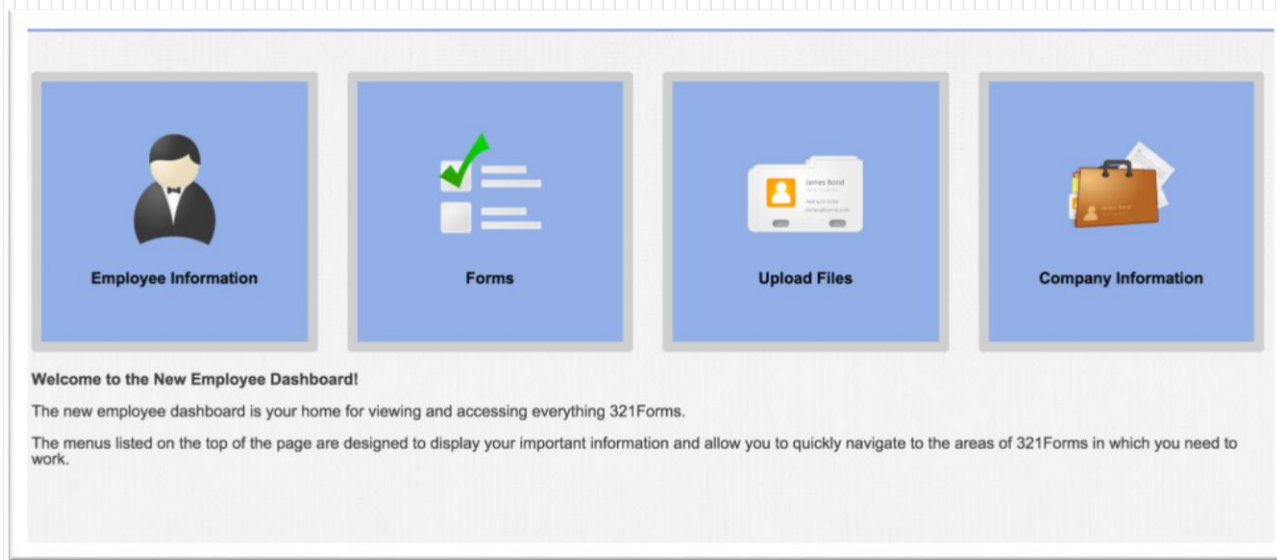 James Bond
Employee Information
Forms
Upload Files
Company Information
Welcome to the New Employee Dashboard!
The new employee dashboard is your home for viewing and accessing everything 321Forms.
The menus listed on the top of the page are designed to display your important information and allow you to quickly navigate to the areas of 321Forms in which you need to
work.